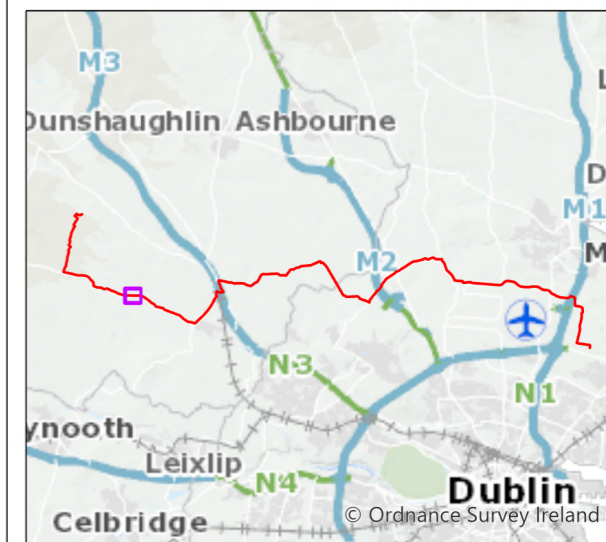 M3
Dunshaughlin Ashbourne
M1
M2
N3
N1
ynooth
Leixlip
N4
Dublin
Celbridge
© Ordnance Survey Ireland